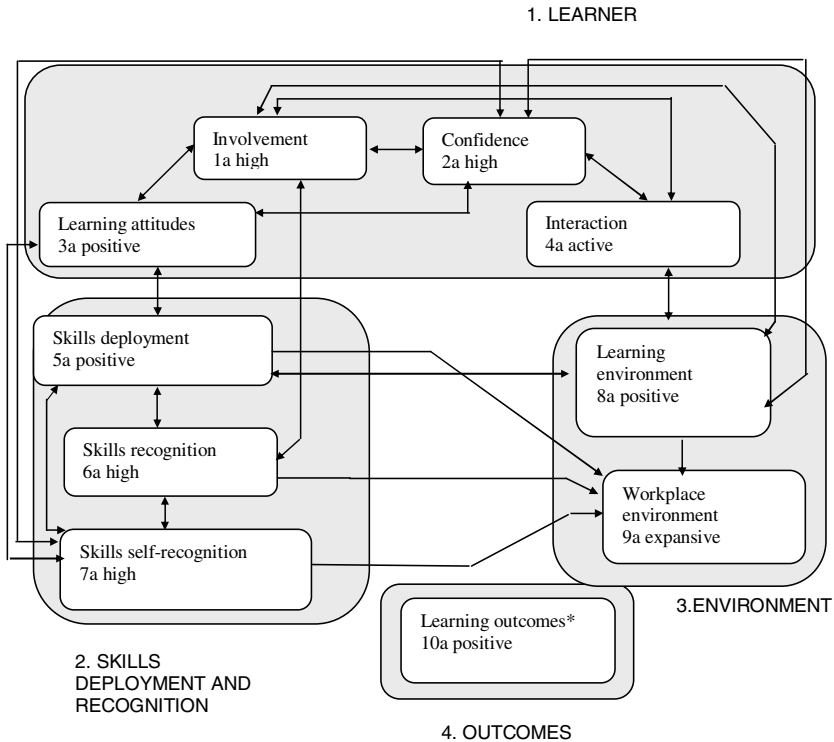 1. LEARNER
Involvement
1a high
Confidence
2a high
Learning attitudes
3a positive
Interaction
4a active
Skills deployment
5a positive
Learning
environment
8a positive
Skills recognition
6a high
Workplace
environment
9a expansive
Skills self-recognition
7a high
3.ENVIRONMENT
Learning outcomes*
10a positive
2. SKILLS
DEPLOYMENT AND
RECOGNITION
4. OUTCOMES